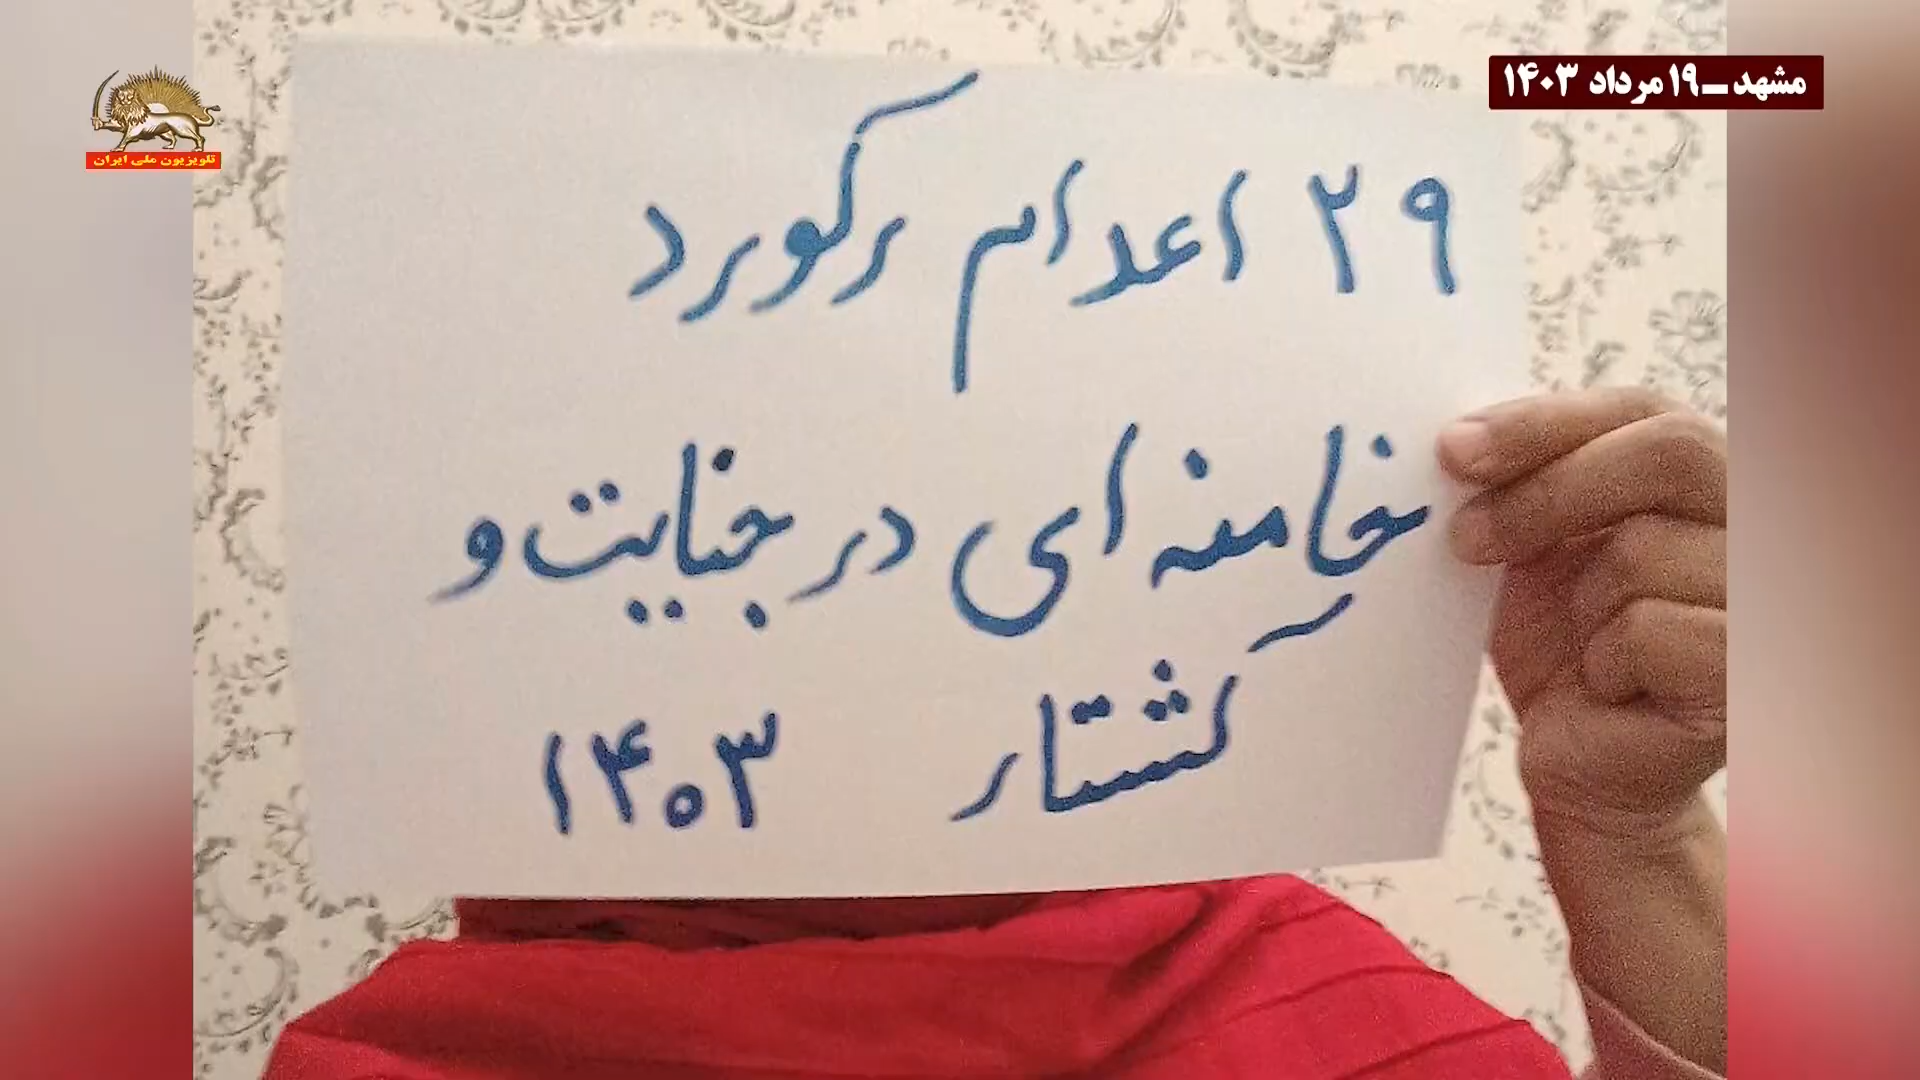 مشهد ـ ۱۹ مرداد ۱۴۰۳
تلویزیون ملی ایران
۲۹ اعدام رکورد
خامنه ای در جنایت و
کشتار ۱۴۰۳